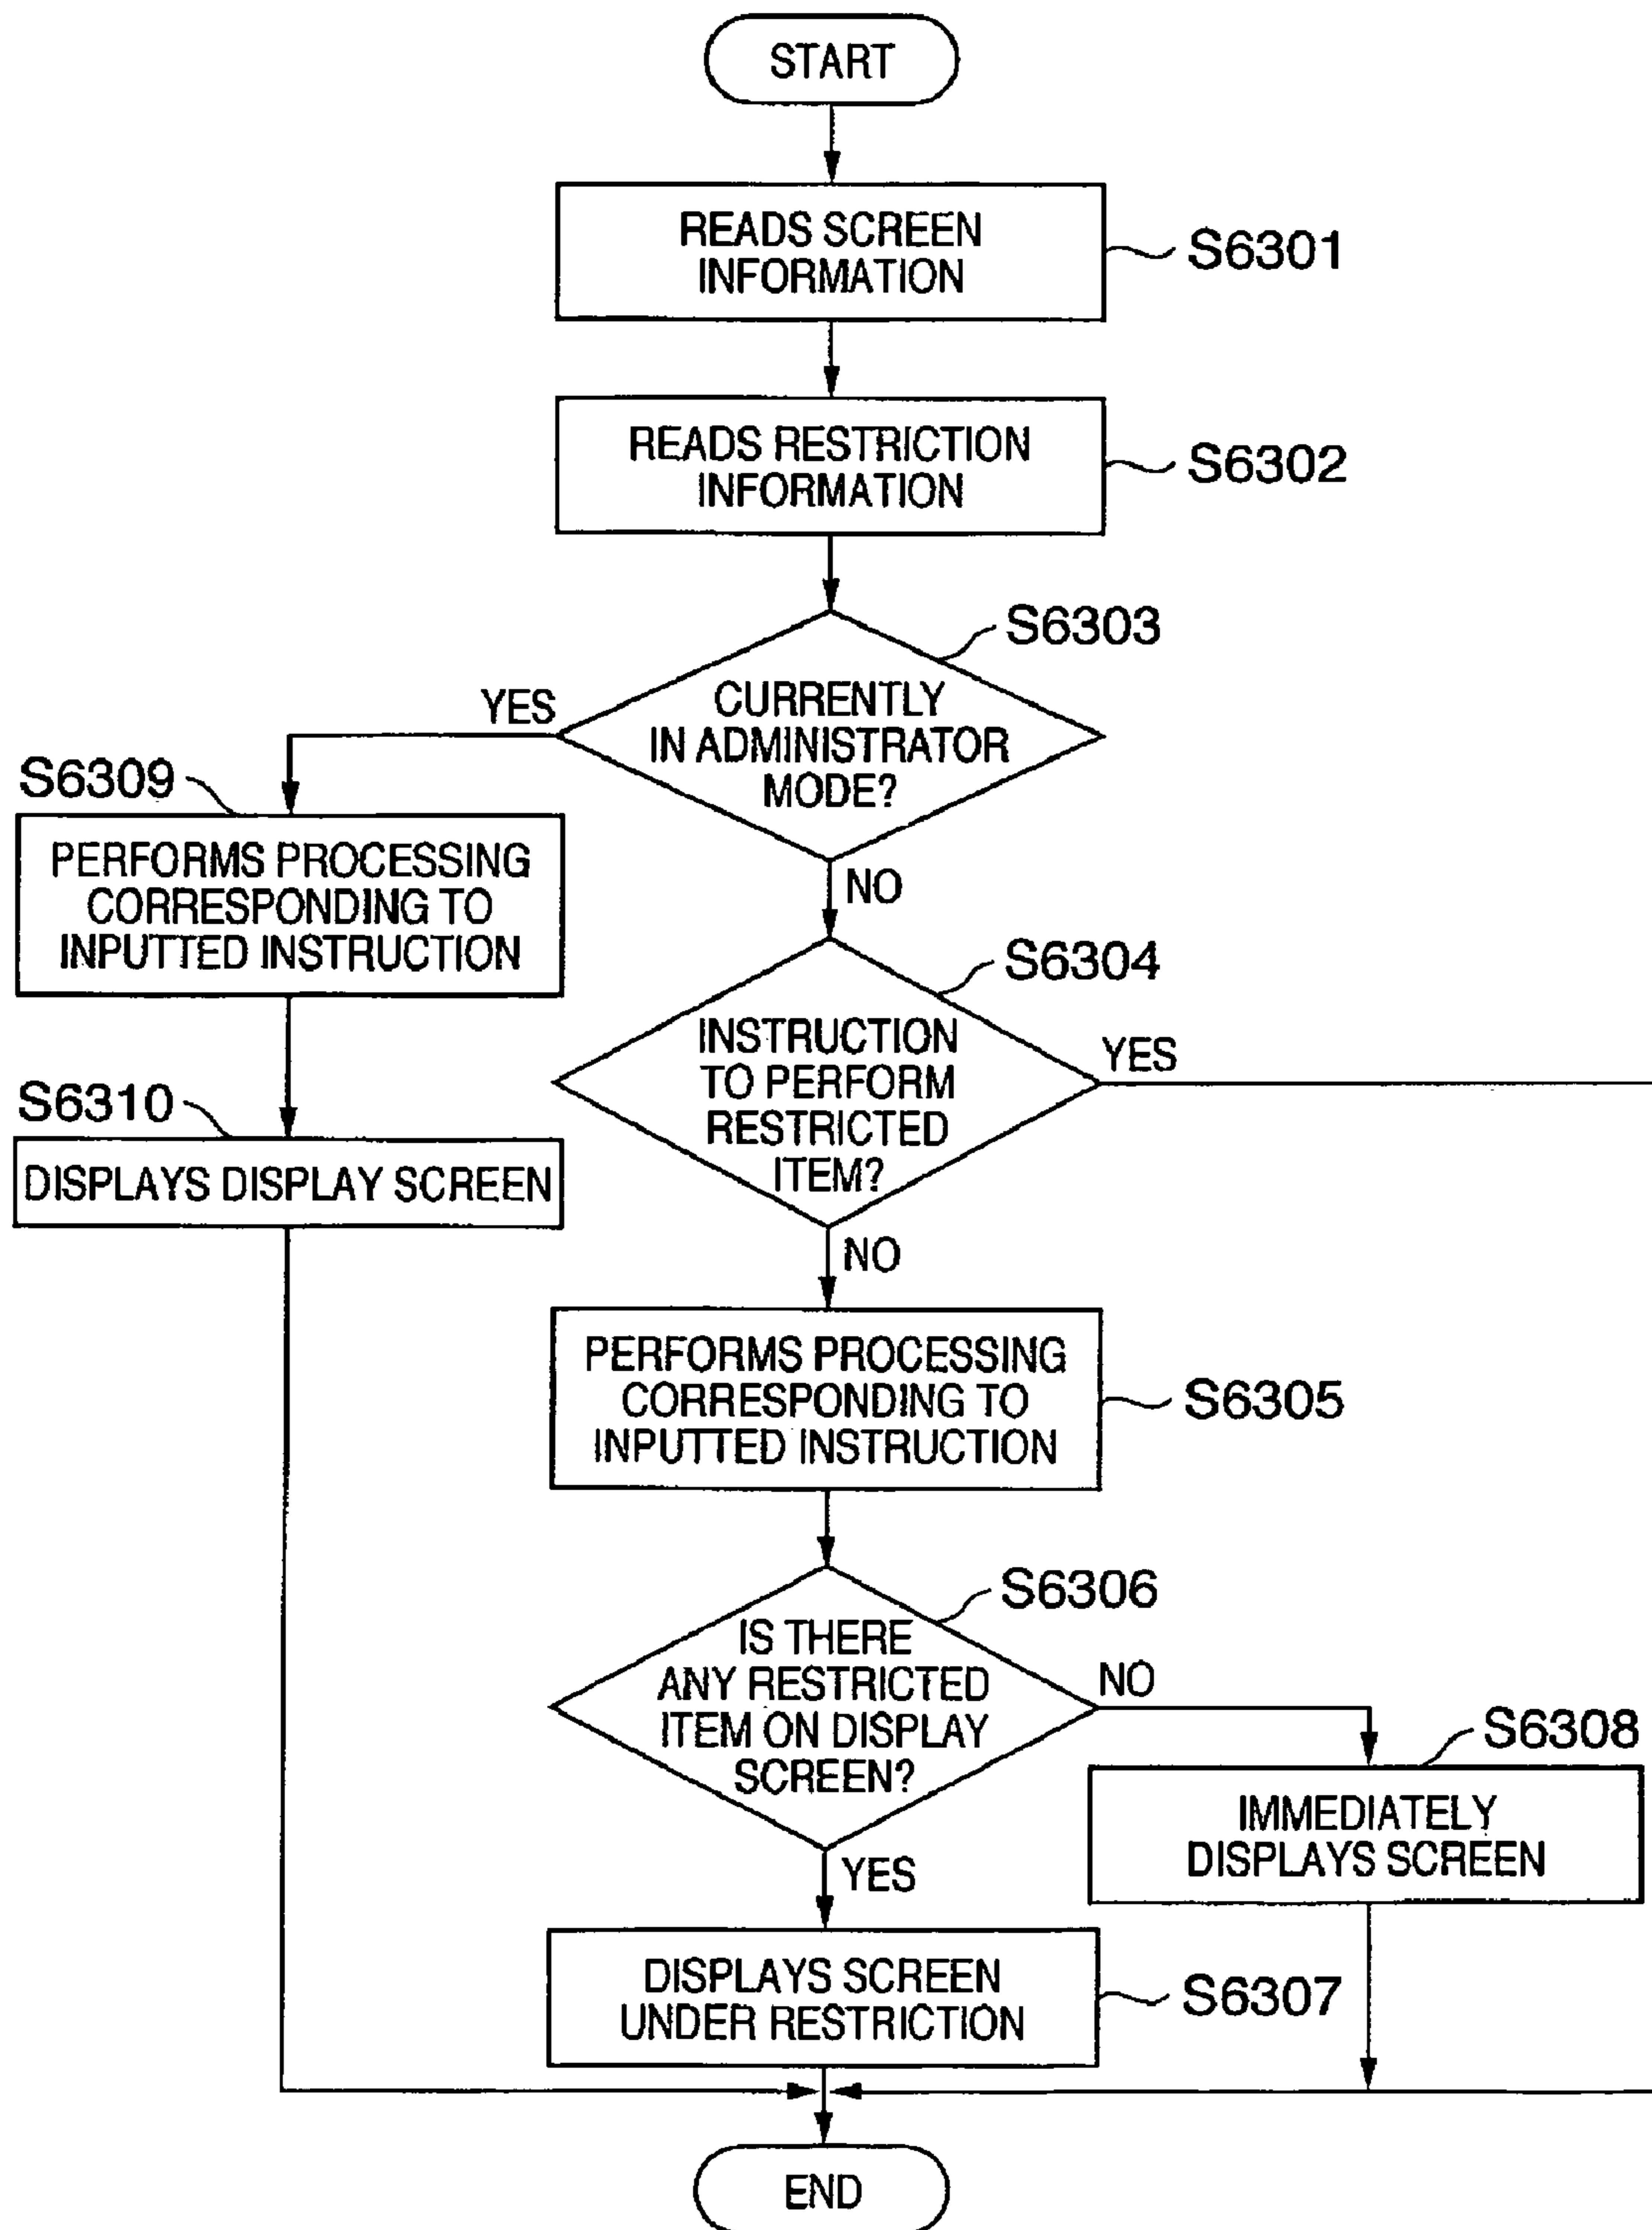 START
READS SCREEN
INFORMATION
S6301
READS RESTRICTION
INFORMATION
S6302
S6303
CURRENTLY
IN ADMINISTRATOR
MODE?
YES
NO
S6309
PERFORMS PROCESSING
CORRESPONDING TO
INPUTTED INSTRUCTION
S6310
DISPLAYS DISPLAY SCREEN
S6304
INSTRUCTION
TO PERFORM
RESTRICTED
ITEM?
YES
NO
PERFORMS PROCESSING
CORRESPONDING TO
INPUTTED INSTRUCTION
S6305
S6306
IS THERE
ANY RESTRICTED
ITEM ON DISPLAY
SCREEN?
NO
YES
S6308
IMMEDIATELY
DISPLAYS SCREEN
DISPLAYS SCREEN
UNDER RESTRICTION
S6307
END